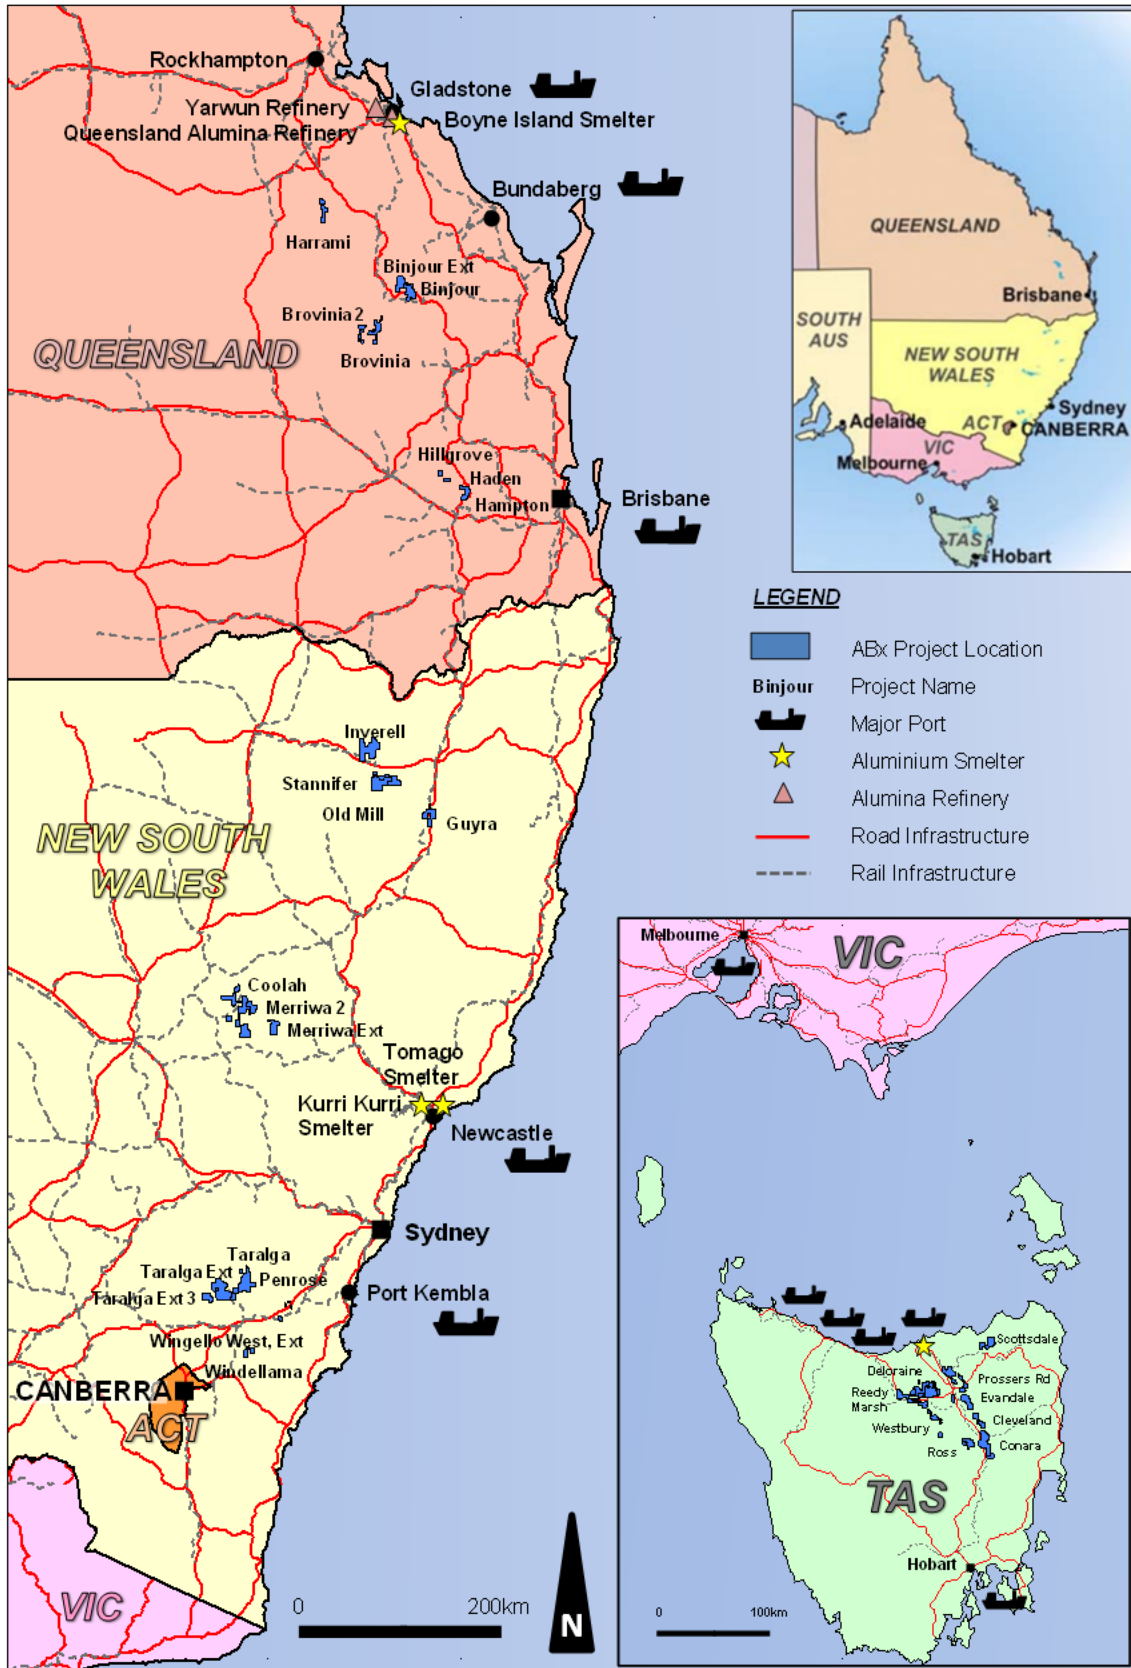 Rockhampton
Gladstone
Yarwun Refinery
Queensland Alumina Refinery
Boyne Island Smelter
Bundaberg
Harrami
Binjour Ext
Binjour
Brovinia 2
Brovinia
QUEENSLAND
Hillgrove
Haden
Hampton
Brisbane
Inverell
Stannifer
Old Mill
Guyra
NEW SOUTH
WALES
Coolah
Merriwa 2
Merriwa Ext
Tomago
Smelter
Kurri Kurri
Smelter
Newcastle
Sydney
Taralga
Taralga Ext
Penrose
Taralga Ext 3
Port Kembla
Wingello West, Ext
Windellama
CANBERRA
ACT
VIC
0
200km
N
QUEENSLAND
Brisbane
SOUTH
AUS
NEW SOUTH
WALES
Sydney
ACT
CANBERRA
Adelaide
VIC
Melbourne
TAS
Hobart
LEGEND
ABx Project Location
Binjour
Project Name
Major Port
Aluminium Smelter
Alumina Refinery
Road Infrastructure
Rail Infrastructure
Melbourne
VIC
Scottsdale
Deloraine
Prossers Rd
Reedy
Marsh
Evandale
Westbury
Cleveland
Ross
Conara
TAS
Hobart
0
100km